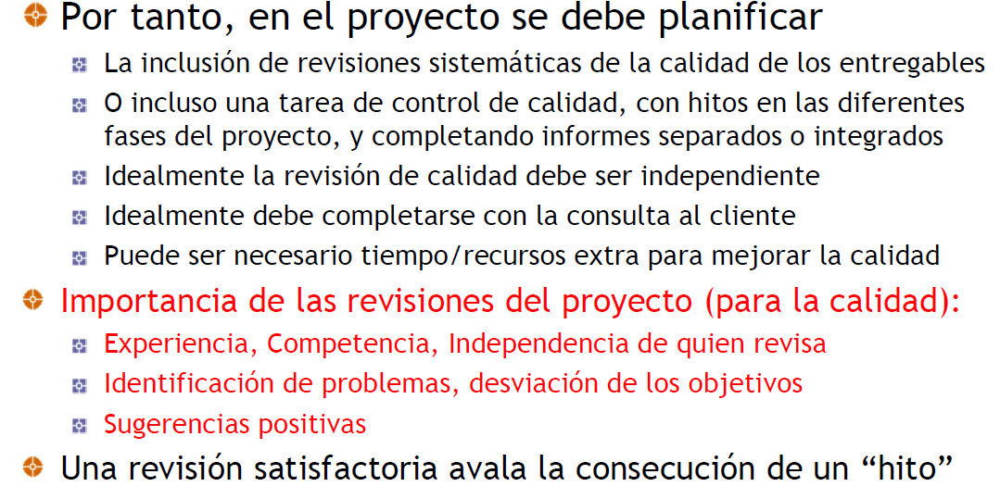 Por tanto, en el proyecto se debe planificar
La inclusión de revisiones sistemáticas de la calidad de los entregables
O incluso una tarea de control de calidad, con hitos en las diferentes
fases del proyecto, y completando informes separados o integrados
Idealmente la revisión de calidad debe ser independiente
Idealmente debe completarse con la consulta al cliente
Puede ser necesario tiempo/recursos extra para mejorar la calidad
Importancia de las revisiones del proyecto (para la calidad):
Experiencia, Competencia, Independencia de quien revisa
Identificación de problemas, desviación de los objetivos
Sugerencias positivas
Una revisión satisfactoria avala la consecución de un “hito”